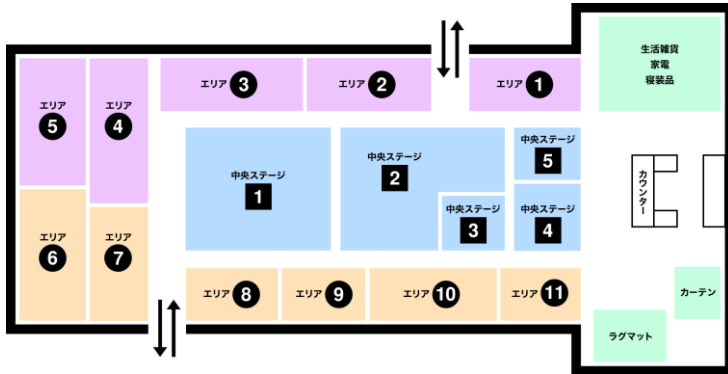 生活雑貨
家電
寝装品
エリア 3
エリア 2
エリア 1
エリア
5
エリア
4
中央ステージ
1
中央ステージ
2
中央ステージ
5
中央ステージ
3
中央ステージ
4
カウンター
エリア
6
エリア
7
エリア 8
エリア 9
エリア 10
エリア 11
カーテン
ラグマット